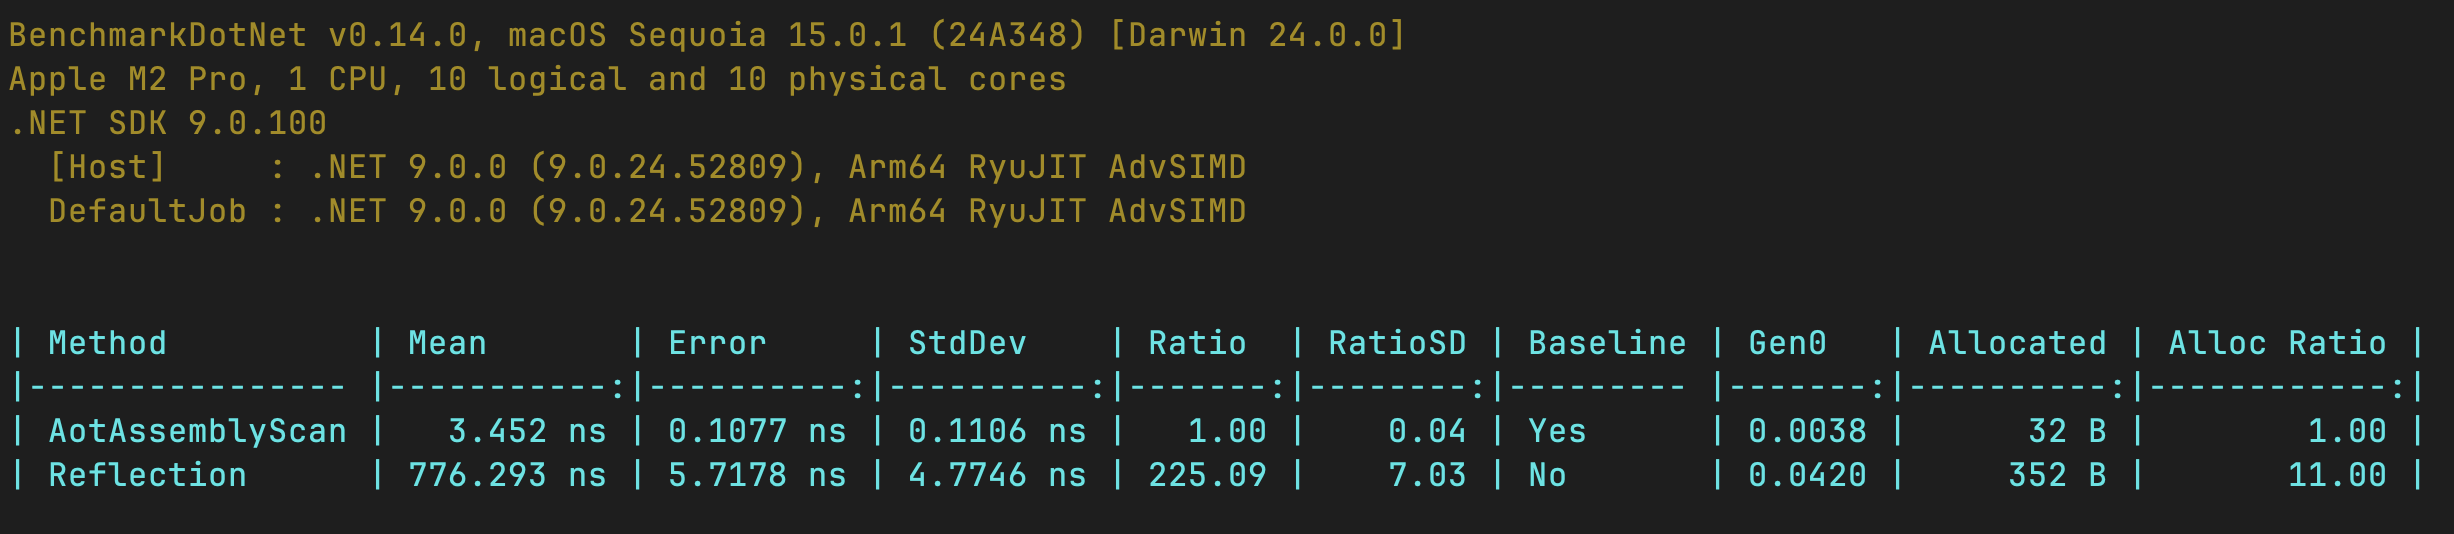 BenchmarkDotNet v0.14.0, macOS Sequoia 15.0.1 (24A348) [Darwin 24.0.0]
Apple M2 Pro, 1 CPU, 10 logical and 10 physical cores
.NET SDK 9.0.100
  [Host]     : .NET 9.0.0 (9.0.24.52809), Arm64 RyuJIT AdvSIMD
  DefaultJob : .NET 9.0.0 (9.0.24.52809), Arm64 RyuJIT AdvSIMD
| Method          | Mean       | Error     | StdDev    | Ratio  | RatioSD | Baseline | Gen0   | Allocated | Alloc Ratio |
|---------------- |-----------:|----------:|----------:|-------:|--------:|--------- |-------:|----------:|------------:|
| AotAssemblyScan |   3.452 ns | 0.1077 ns | 0.1106 ns |   1.00 |    0.04 | Yes      | 0.0038 |      32 B |        1.00 |
| Reflection      | 776.293 ns | 5.7178 ns | 4.7746 ns | 225.09 |    7.03 | No       | 0.0420 |     352 B |       11.00 |